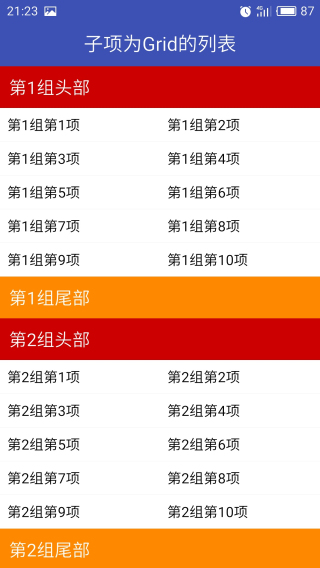 21:23 4G 87
子项为Grid的列表
第1组头部
第1组第1项 第1组第2项
第1组第3项 第1组第4项
第1组第5项 第1组第6项
第1组第7项 第1组第8项
第1组第9项 第1组第10项
第1组尾部
第2组头部
第2组第1项 第2组第2项
第2组第3项 第2组第4项
第2组第5项 第2组第6项
第2组第7项 第2组第8项
第2组第9项 第2组第10项
第2组尾部